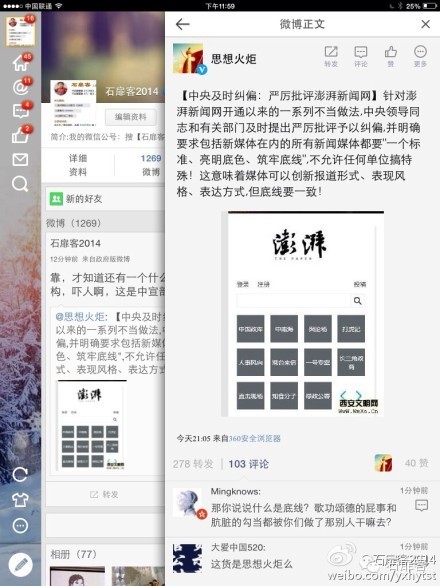 中国联通
下午11:59
25%
16
45
11
4
1
石扉客2014
编辑资料
简介:我的微信公号：搜【石扉客
详细
资料
1269
微博
新的好友
微博（1269）
石扉客2014
12分钟前 来自政府版微博
靠，才知道还有一个什么
构，吓人啊，这是中宣部
@思想火炬：【中央及时纠
以来的一系列不当做法,中
偏,并明确要求包括新媒体
色、筑牢底线",不允许任
式、表现风格、表达方式
澎湃
转发
相册（77）
微博正文
思想火炬
转发
评论
赞
更多
【中央及时纠偏：严厉批评澎湃新闻网】针对澎
湃新闻网开通以来的一系列不当做法,中央领导
同志和有关部门及时提出严厉批评予以纠偏,并明确
要求包括新媒体在内的所有新闻媒体都要"一个标
准、亮明底线、筑牢底线",不允许任何单位搞特
殊！这意味着媒体可以创新报道形式、表现风
格、表达方式,但底线要一致！
澎湃
THE PAPER
登录 注册
投稿
中国政库
中南海
舆论场
打虎记
人事风向
港台来信
一号专案
长三角政商
直击现场
知食分子
绿政公署
西安文明网
Www.WmXa.Cn
今天21:05 来自360安全浏览器
278 转发
103 评论
40 赞
Mingknows:
1分钟前
那你说说什么是底线？歌功颂德的屁事和
肮脏的勾当都被你们做了那别人干嘛去？
大爱中国520:
1分钟前
这货是思想火炬么
@石扉客2014
weibo.com/yxhyst